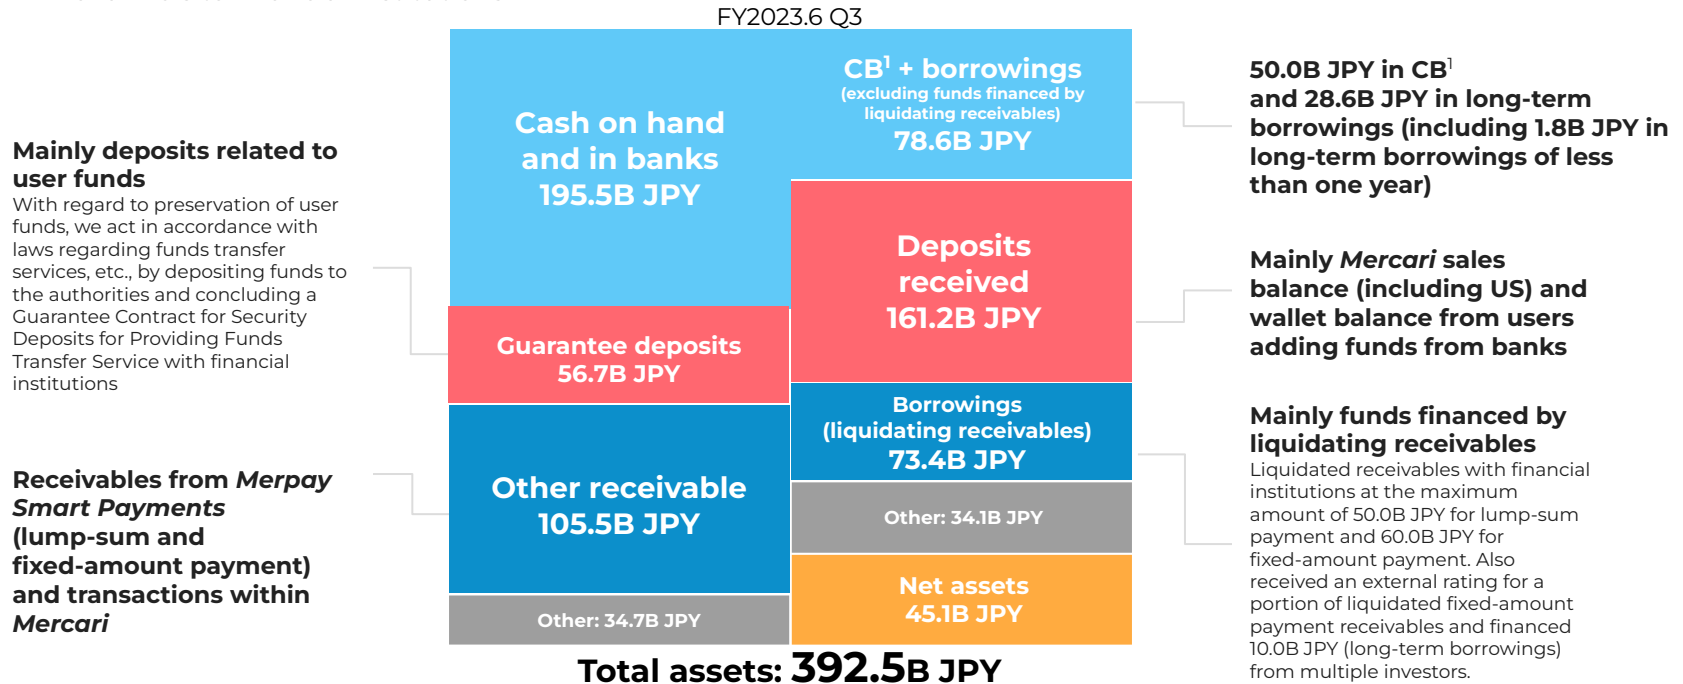 FY2023.6 Q3
Mainly deposits related to
user funds
With regard to preservation of user
funds, we act in accordance with
laws regarding funds transfer
services, etc., by depositing funds to
the authorities and concluding a
Guarantee Contract for Security
Deposits for Providing Funds
Transfer Service with financial
institutions
Receivables from Merpay
Smart Payments
(lump-sum and
fixed-amount payment)
and transactions within
Mercari
Cash on hand
and in banks
195.5B JPY
Guarantee deposits
56.7B JPY
Other receivable
105.5B JPY
Other: 34.7B JPY
CB¹ + borrowings
(excluding funds financed by
liquidating receivables)
78.6B JPY
Deposits
received
161.2B JPY
Borrowings
(liquidating receivables)
73.4B JPY
Other: 34.1B JPY
Net assets
45.1B JPY
50.0B JPY in CB¹
and 28.6B JPY in long-term
borrowings (including 1.8B JPY in
long-term borrowings of less
than one year)
Mainly Mercari sales
balance (including US) and
wallet balance from users
adding funds from banks
Mainly funds financed by
liquidating receivables
Liquidated receivables with financial
institutions at the maximum
amount of 50.0B JPY for lump-sum
payment and 60.0B JPY for
fixed-amount payment. Also
received an external rating for a
portion of liquidated fixed-amount
payment receivables and financed
10.0B JPY (long-term borrowings)
from multiple investors.
Total assets: 392.5B JPY